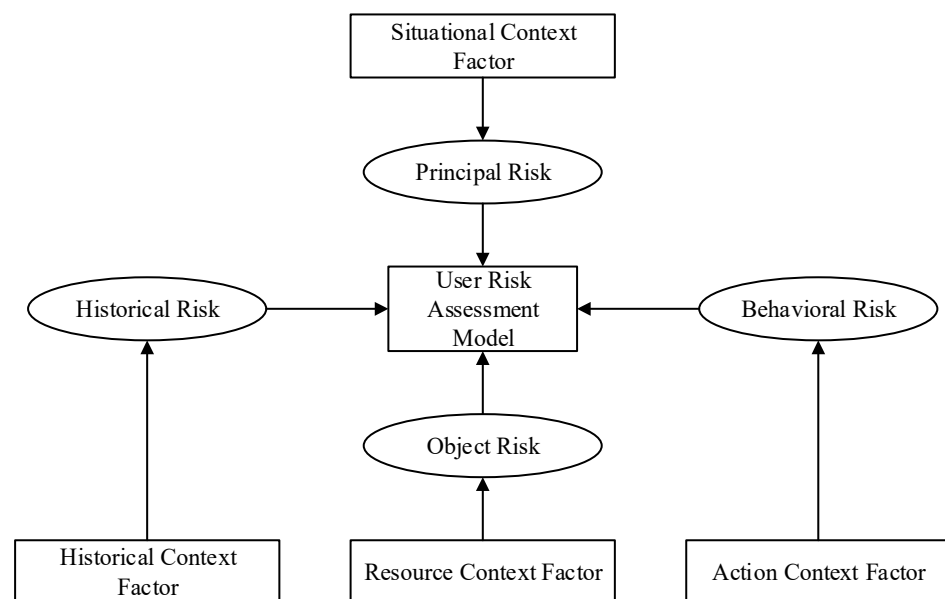 Situational Context
Factor
Principal Risk
User Risk
Assessment
Model
Historical Risk
Behavioral Risk
Object Risk
Historical Context
Factor
Resource Context Factor
Action Context Factor